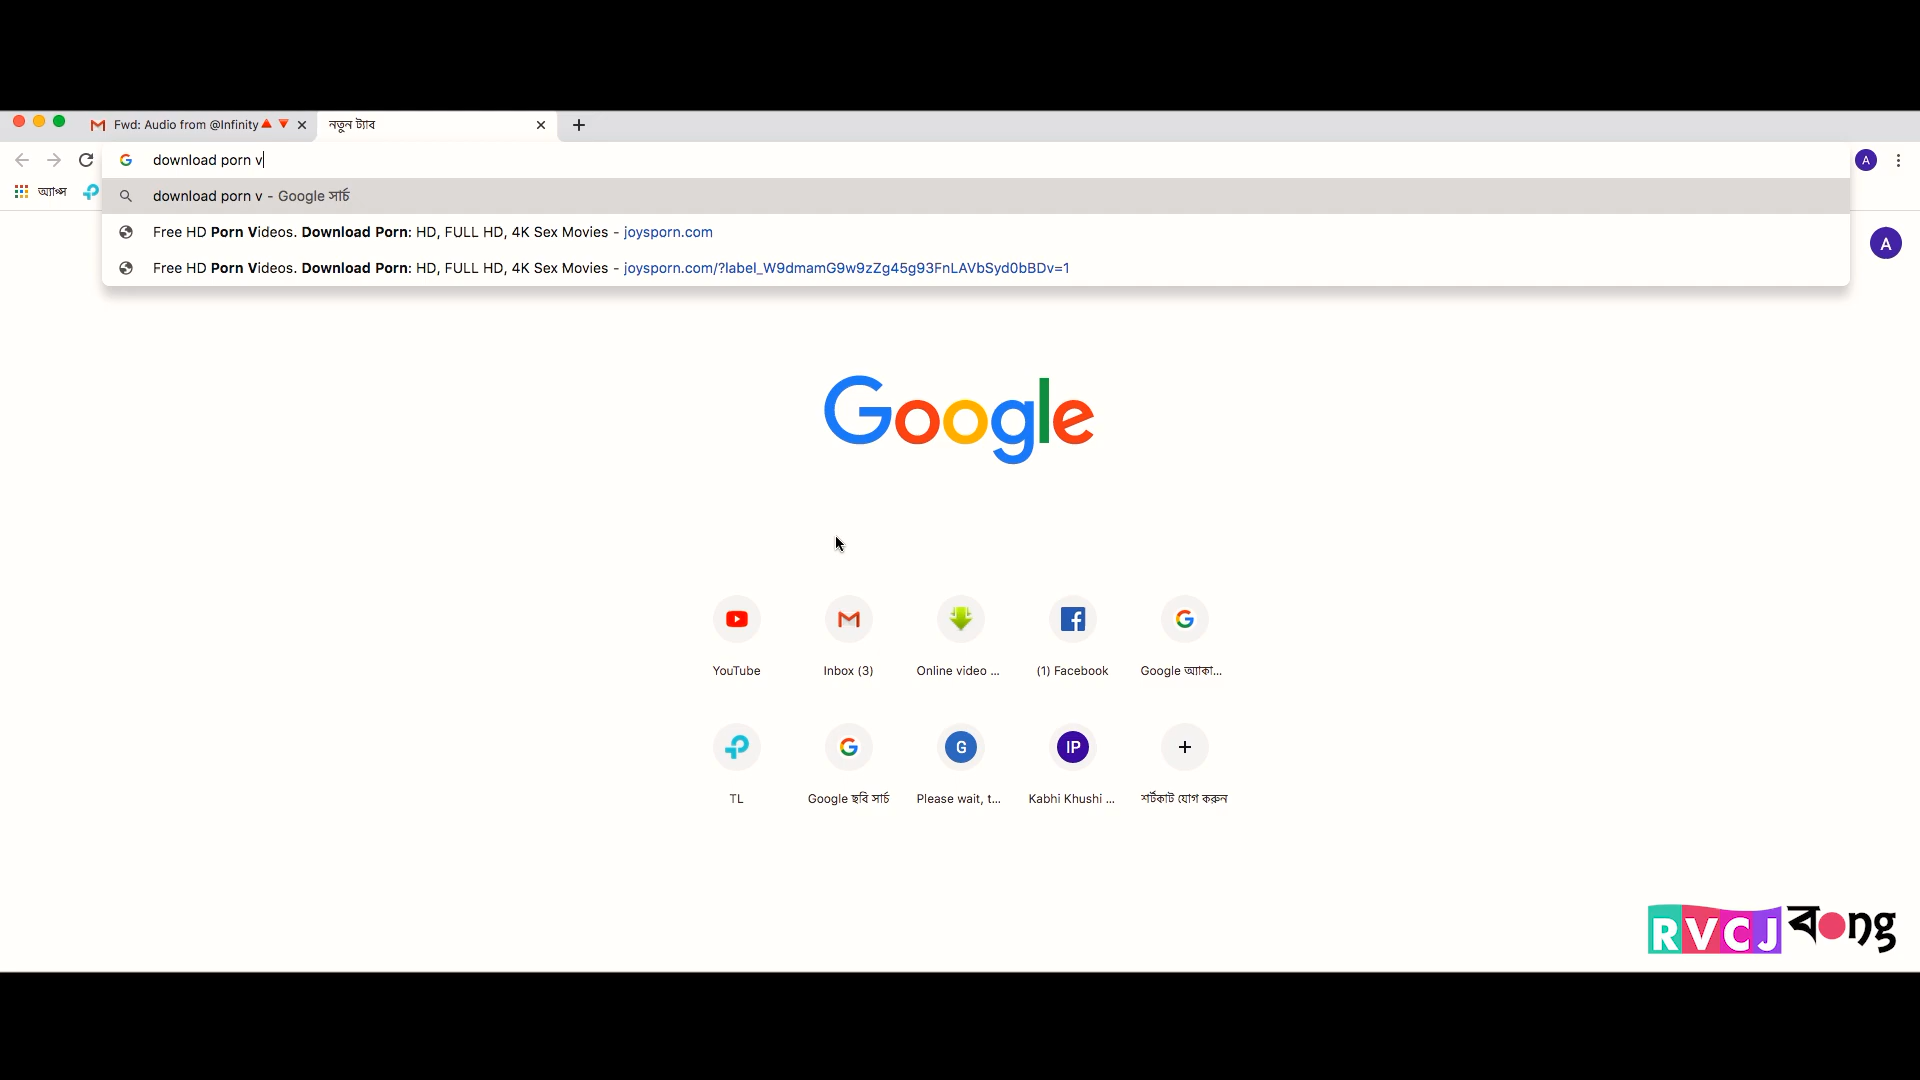 Fwd: Audio from @Infinity
নতুন ট্যাব
download porn v
A
অ্যাপ্স
download porn v - Google সার্চ
Free HD Porn Videos. Download Porn: HD, FULL HD, 4K Sex Movies - joysporn.com
Free HD Porn Videos. Download Porn: HD, FULL HD, 4K Sex Movies - joysporn.com/?label_W9dmamG9w9zZg45g93FnLAVbSyd0bBDv=1
A
Google
YouTube
Inbox (3)
Online video ...
(1) Facebook
Google অ্যাকা...
G
IP
TL
Google ছবি সার্চ
Please wait, t...
Kabhi Khushi ...
শর্টকাট যোগ করুন
RVCJ বংng